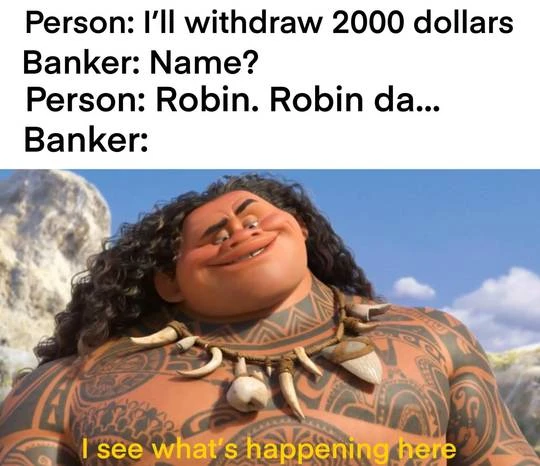 Person: I’ll withdraw 2000 dollars
Banker: Name?
Person: Robin. Robin da...
Banker:
I see what’s happening here